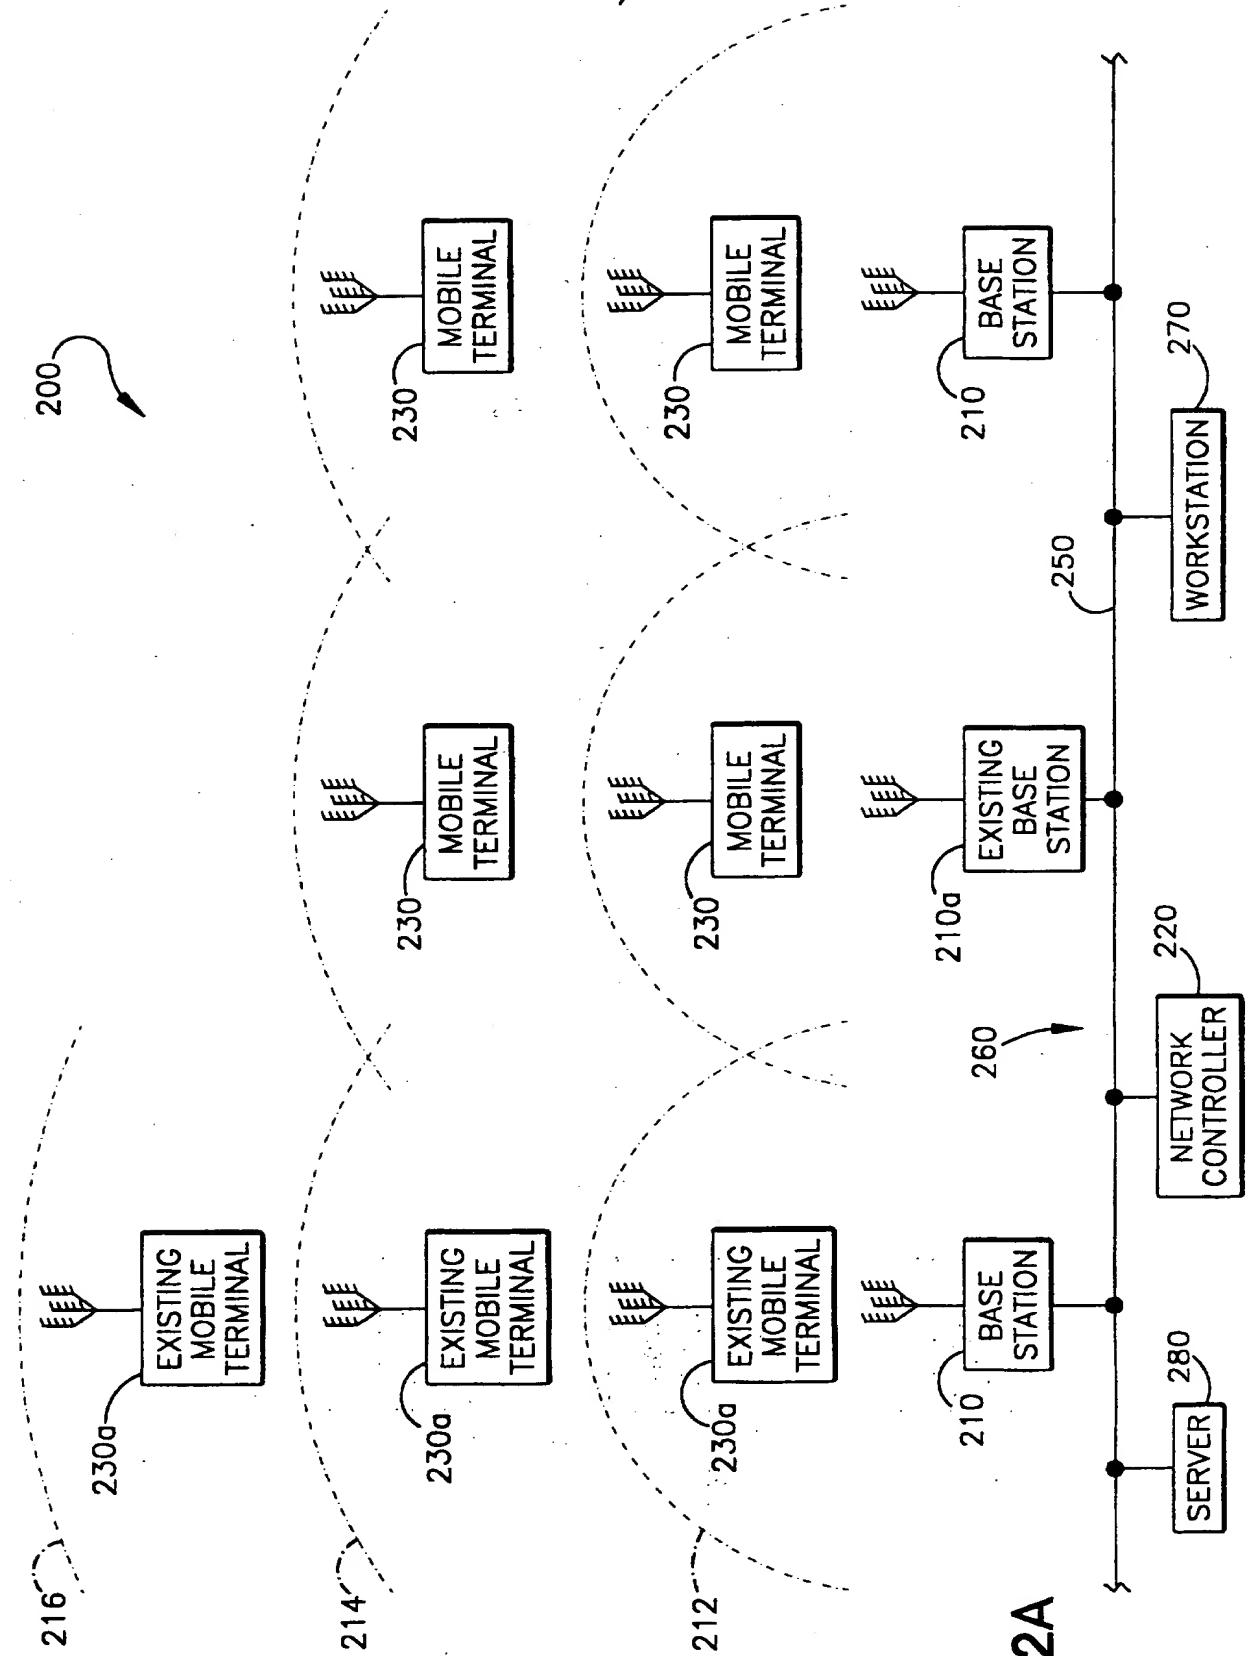 200
216
230a
EXISTING
MOBILE
TERMINAL
214
230a
EXISTING
MOBILE
TERMINAL
230
MOBILE
TERMINAL
230
MOBILE
TERMINAL
212
230a
EXISTING
MOBILE
TERMINAL
230
MOBILE
TERMINAL
230
MOBILE
TERMINAL
210
BASE
STATION
210a
EXISTING
BASE
STATION
210
BASE
STATION
260
250
SERVER
280
NETWORK
CONTROLLER
220
WORKSTATION
270
2A